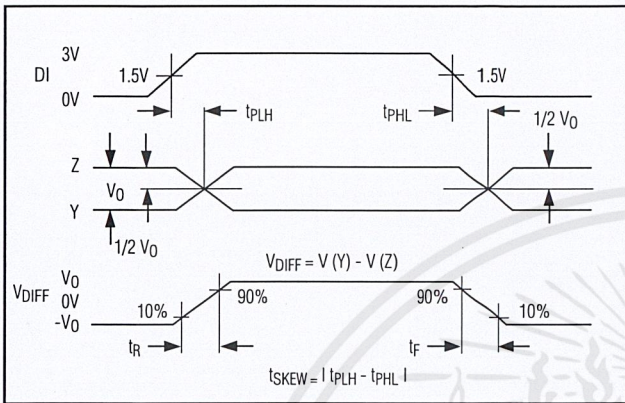 3V
DI
1.5V
1.5V
0V
tPLH
tPHL
1/2 VO
Z
VO
Y
1/2 VO
VDIFF = V (Y) - V (Z)
VO
VDIFF
0V
-VO
10%
90%
90%
10%
tR
tF
tSKEW = | tPLH - tPHL |